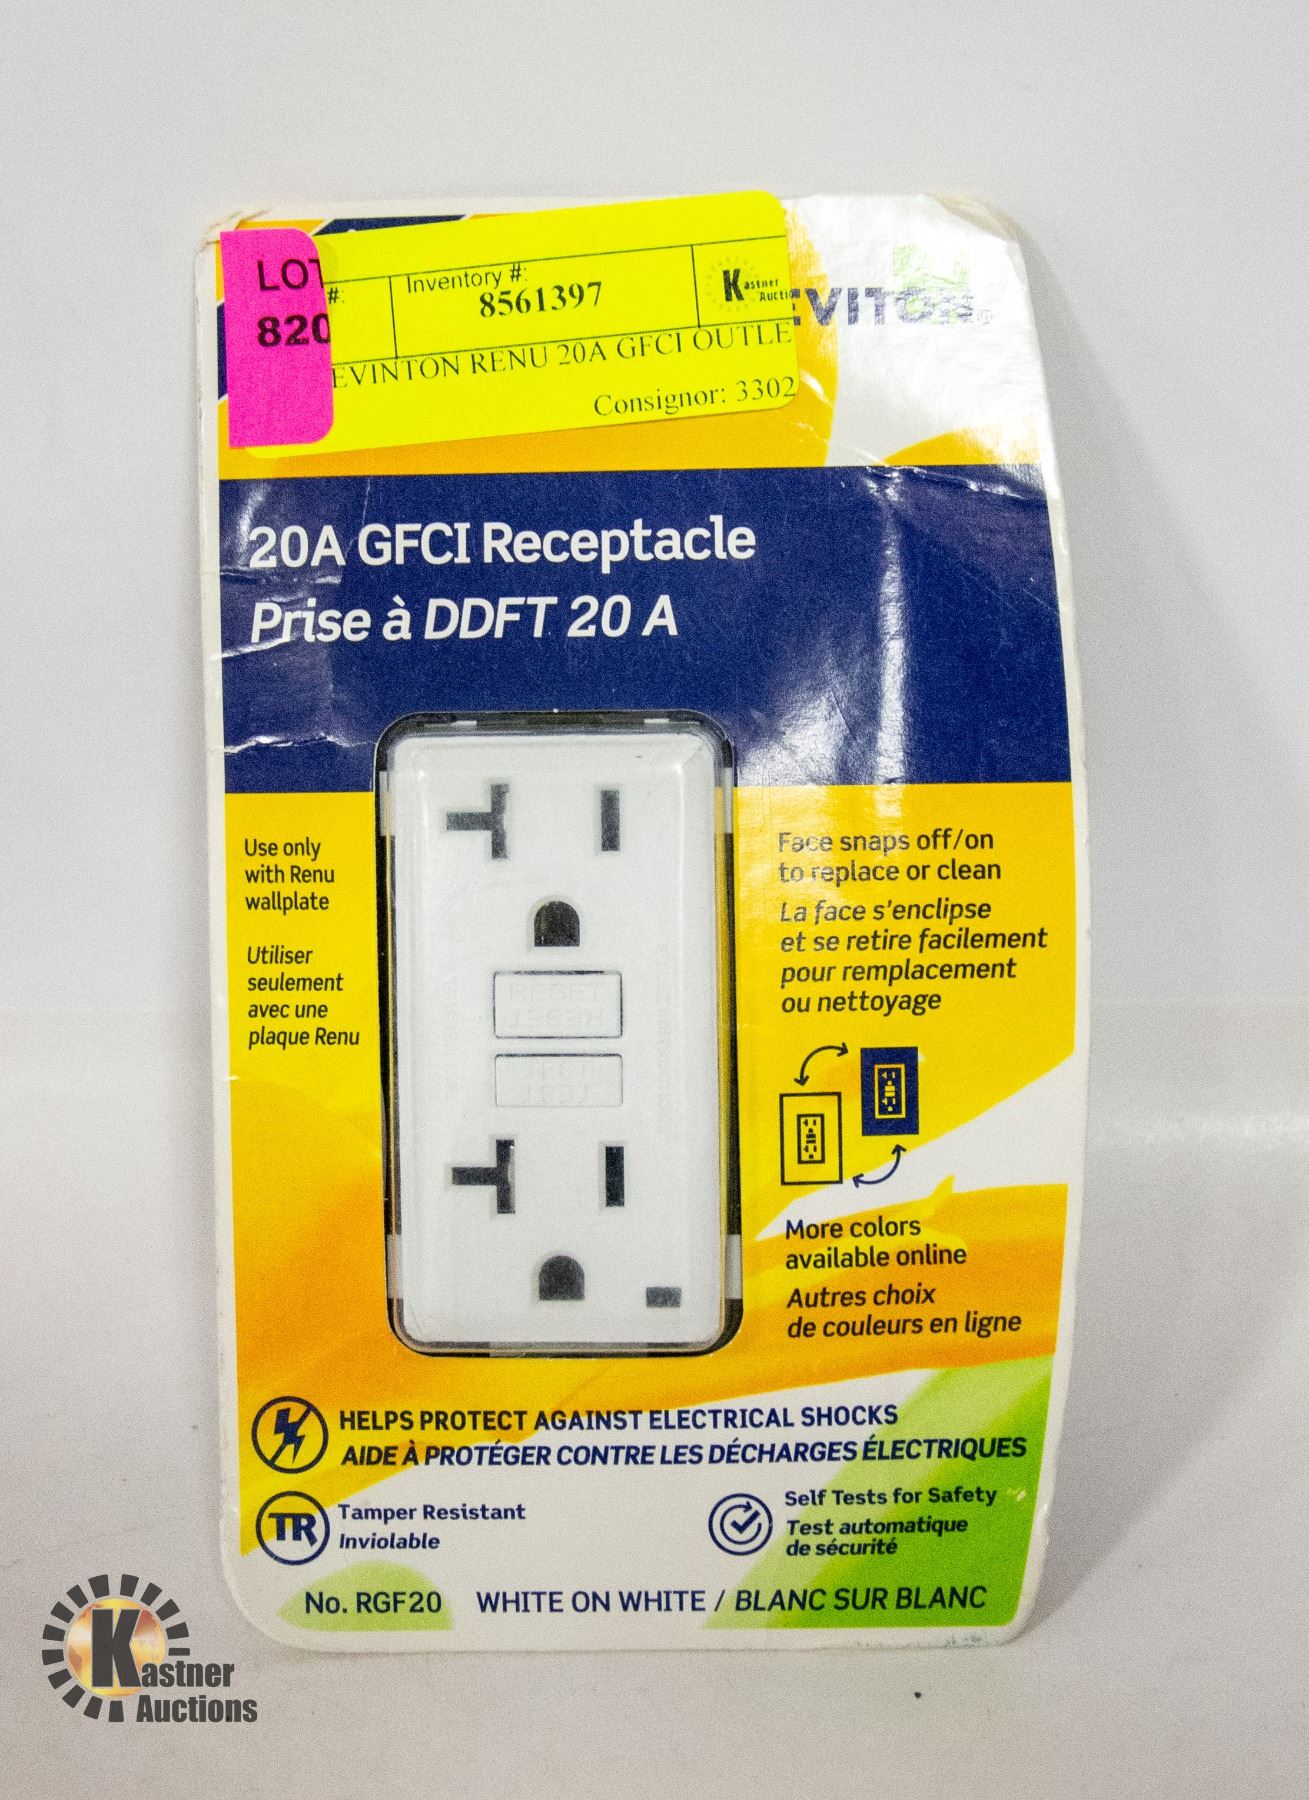 LOT
#:
820
Inventory #:
8561397
Kastner
Auctio
EVINTON RENU 20A GFCI OUTLE
Consignor: 3302
EVITON®
20A GFCI Receptacle
Prise à DDFT 20 A
Use only
with Renu
wallplate
Utiliser
seulement
avec une
plaque Renu
RESET
TEST
Face snaps off/on
to replace or clean
La face s'enclipse
et se retire facilement
pour remplacement
ou nettoyage
More colors
available online
Autres choix
de couleurs en ligne
HELPS PROTECT AGAINST ELECTRICAL SHOCKS
AIDE À PROTÉGER CONTRE LES DÉCHARGES ÉLECTRIQUES
TR
Tamper Resistant
Inviolable
Self Tests for Safety
Test automatique
de sécurité
No. RGF20 WHITE ON WHITE / BLANC SUR BLANC
Kastner
Auctions